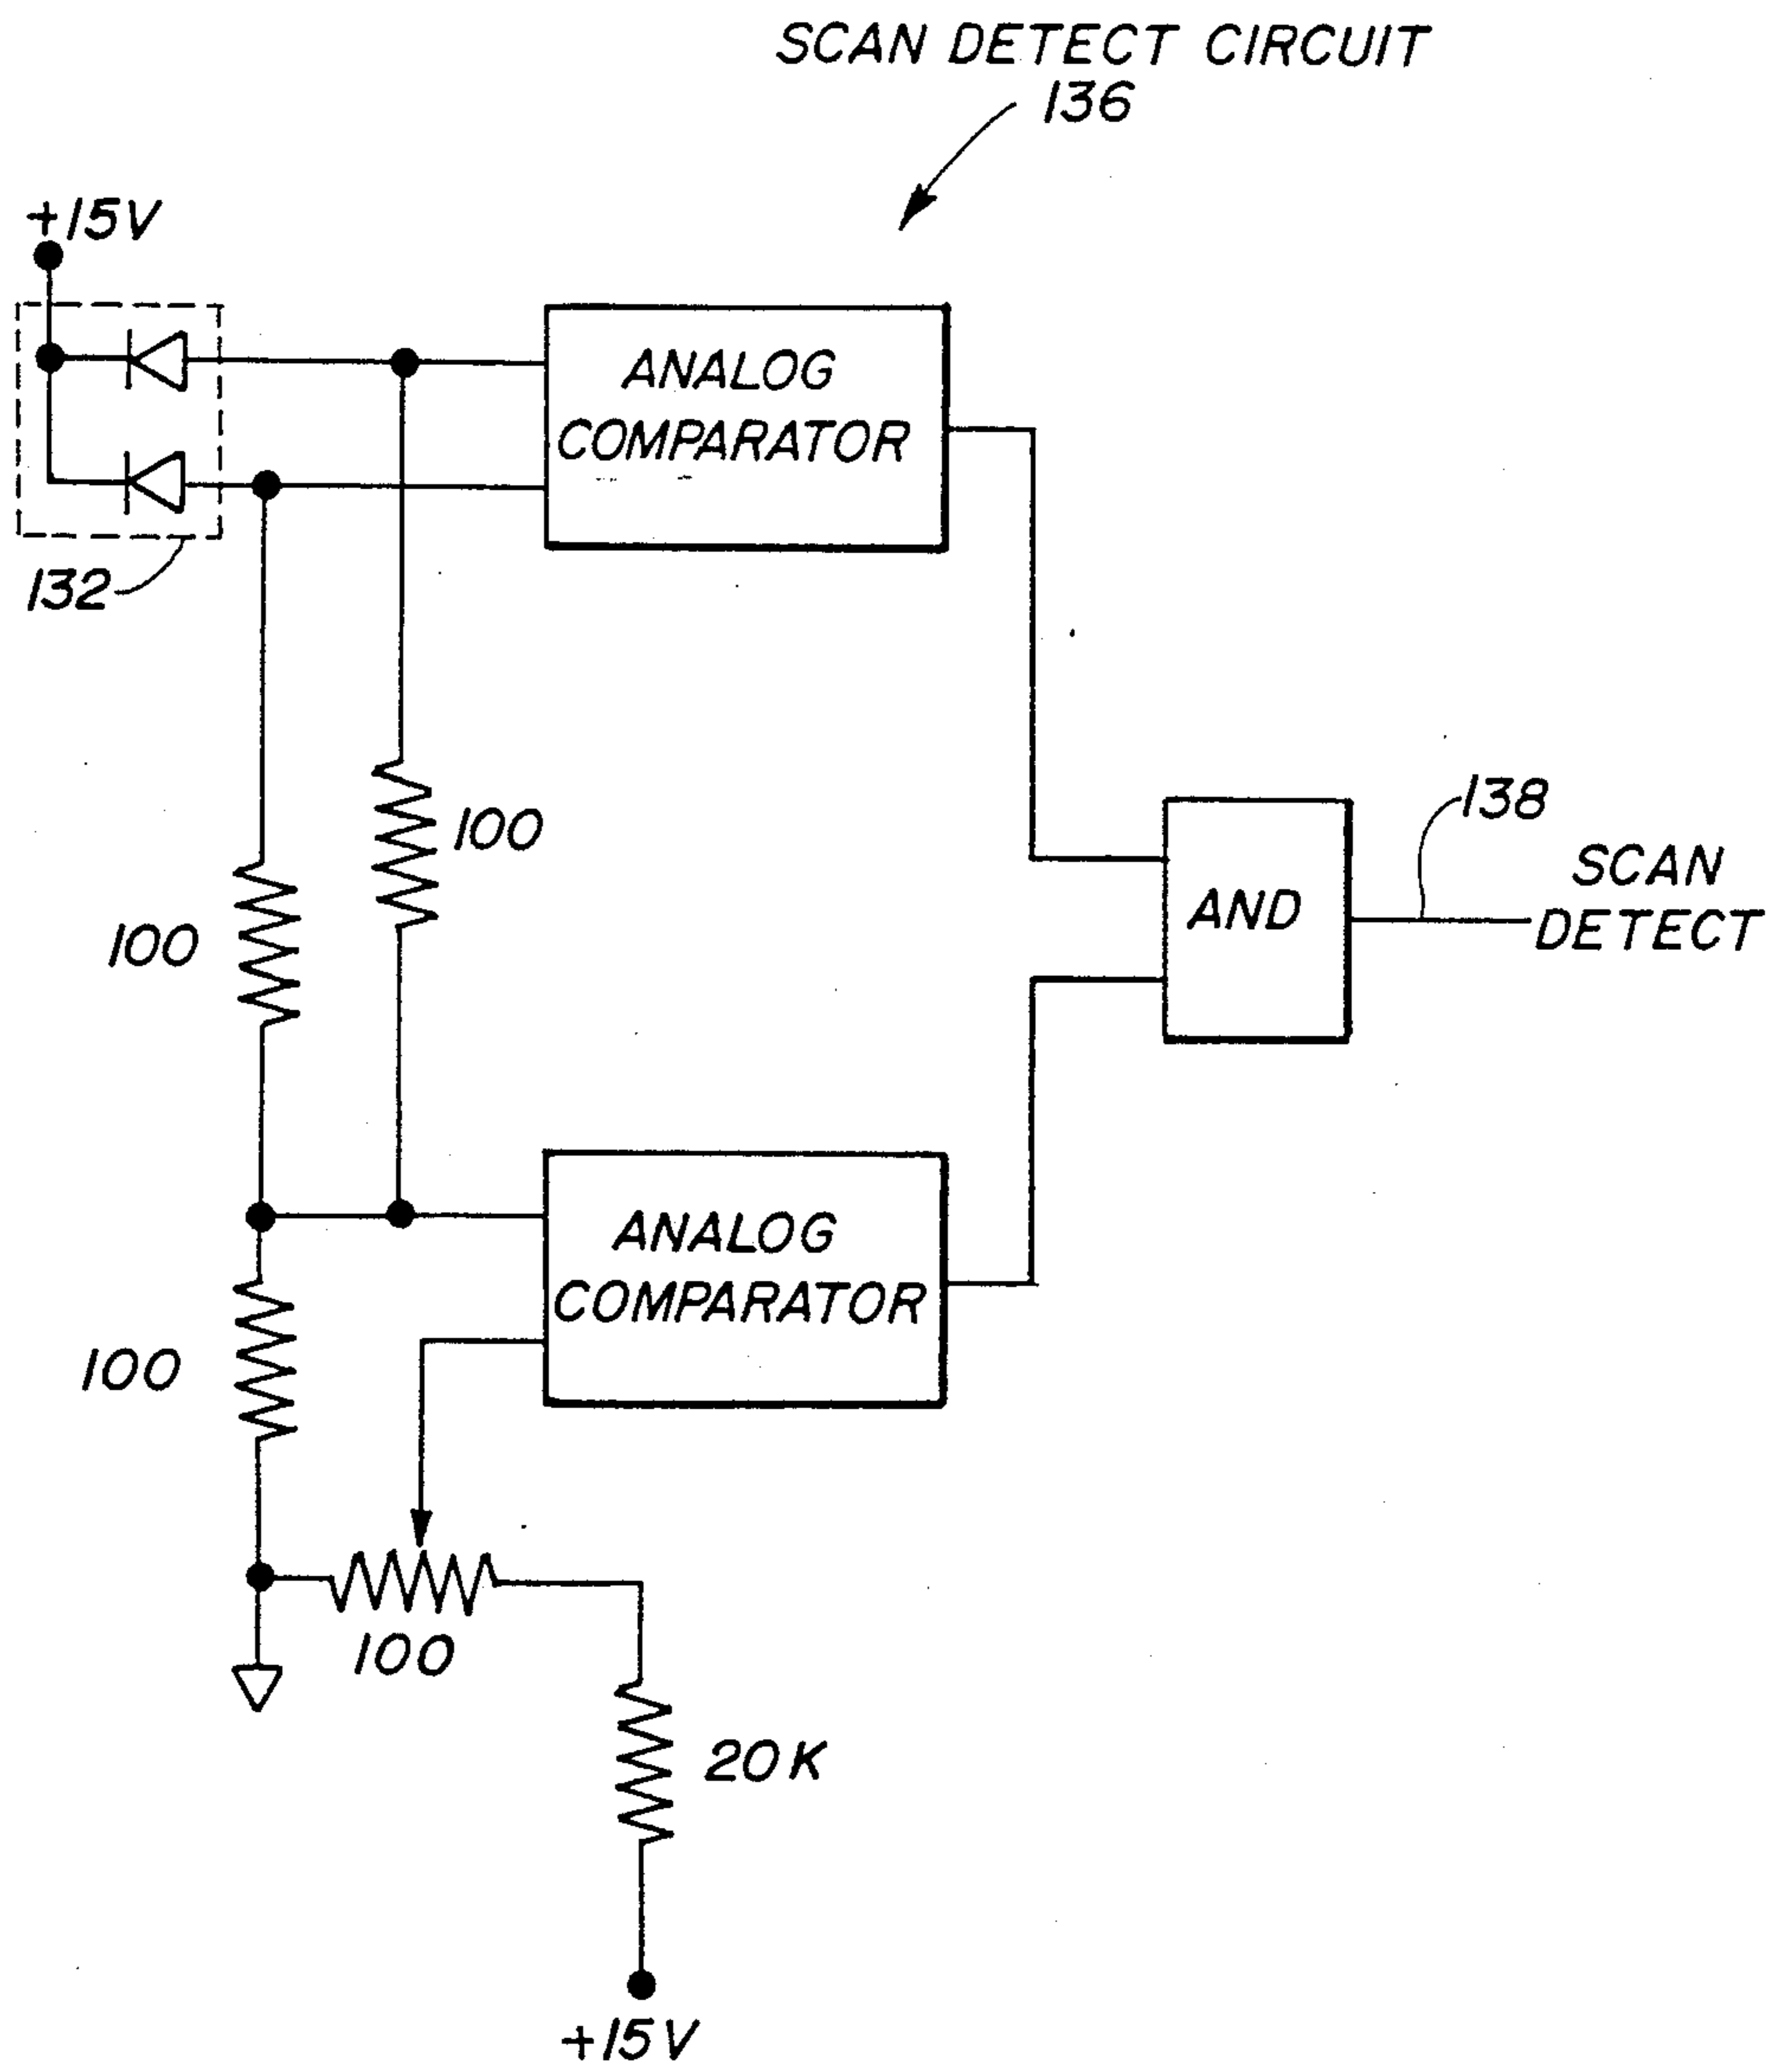 SCAN DETECT CIRCUIT
136
+15V
ANALOG
COMPARATOR
132
100
100
138
SCAN
DETECT
AND
ANALOG
COMPARATOR
100
100
20K
+15V